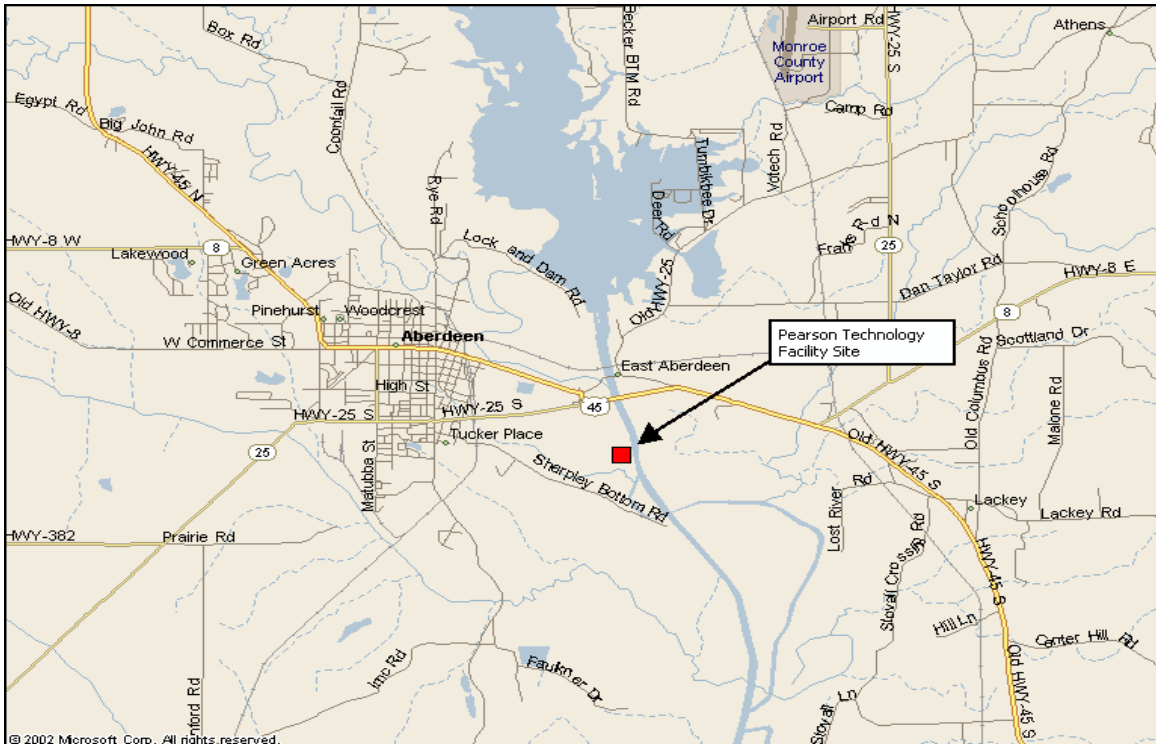 Box Rd
Becker BTM Rd
Airport Rd
HWY-25 S
Athens
Monroe
County
Airport
Egypt Rd
Big John Rd
Coontail Rd
Camp Rd
HWY-45 N
Rye Rd
Tumbikbee Dr
Votech Rd
Deer Rd
Schoolhouse Rd
Franks Rd N
HWY-8 W
8
Lakewood
Green Acres
Lock and Dam Rd
25
Dan Taylor Rd
HWY-8 E
Old HWY-8
Old HWY-25
Pinehurst
Woodcrest
8
W Commerce St
Aberdeen
Pearson Technology
Facility Site
Scottland Dr
East Aberdeen
High St
Old Columbus Rd
Malone Rd
HWY-25 S
HWY-25 S
45
25
Matubba St
Tucker Place
Old HWY-45 S
Sharpley Bottom Rd
Lost River Rd
Lackey
Lackey Rd
HWY-382
Prairie Rd
Stovall Crossin Rd
HWY-45 S
Hill Ln
Center Hill Rd
Imc Rd
Faulkner Dr
Old HWY-45 S
nford Rd
Stovall Ln
© 2002 Microsoft Corp. All rights reserved.